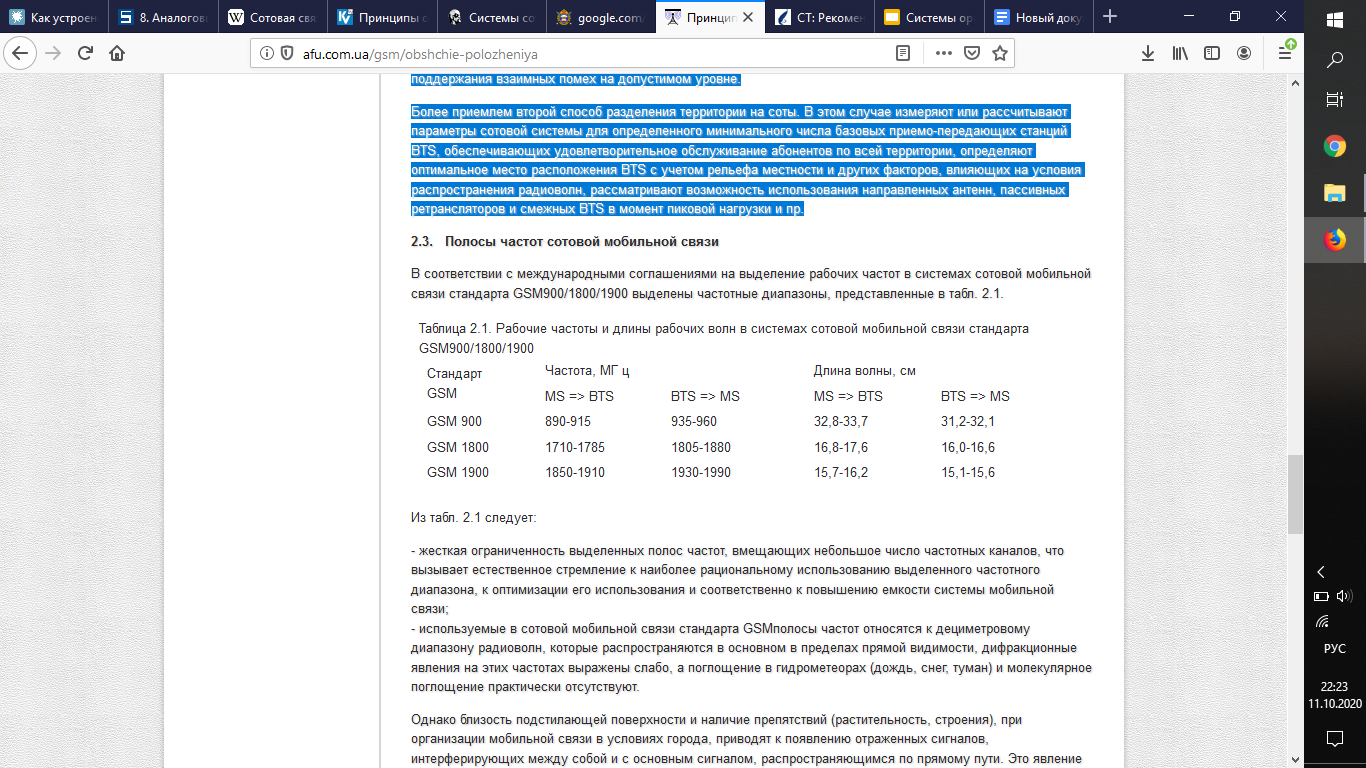 Как устроен
8. Аналогов
Сотовая свя
Принципы с
Системы со
google.com/
Принцип
СТ: Рекомен
Системы ор
Новый доку
afu.com.ua/gsm/obshchie-polozheniya
поддержания взаимных помех на допустимом уровне.
Более приемлем второй способ разделения территории на соты. В этом случае измеряют или рассчитывают
параметры сотовой системы для определенного минимального числа базовых приемо-передающих станций
BTS, обеспечивающих удовлетворительное обслуживание абонентов по всей территории, определяют
оптимальное место расположения BTS с учетом рельефа местности и других факторов, влияющих на условия
распространения радиоволн, рассматривают возможность использования направленных антенн, пассивных
ретрансляторов и смежных BTS в момент пиковой нагрузки и пр.
2.3. Полосы частот сотовой мобильной связи
В соответствии с международными соглашениями на выделение рабочих частот в системах сотовой мобильной
связи стандарта GSM900/1800/1900 выделены частотные диапазоны, представленные в табл. 2.1.
Таблица 2.1. Рабочие частоты и длины рабочих волн в системах сотовой мобильной связи стандарта
GSM900/1800/1900
Стандарт GSM Частота, МГ ц Длина волны, см
MS => BTS BTS => MS MS => BTS BTS => MS
GSM 900 890-915 935-960 32,8-33,7 31,2-32,1
GSM 1800 1710-1785 1805-1880 16,8-17,6 16,0-16,6
GSM 1900 1850-1910 1930-1990 15,7-16,2 15,1-15,6
Из табл. 2.1 следует:
- жесткая ограниченность выделенных полос частот, вмещающих небольшое число частотных каналов, что
вызывает естественное стремление к наиболее рациональному использованию выделенного частотного
диапазона, к оптимизации его использования и соответственно к повышению емкости системы мобильной
связи;
- используемые в сотовой мобильной связи стандарта GSMполосы частот относятся к дециметровому
диапазону радиоволн, которые распространяются в основном в пределах прямой видимости, дифракционные
явления на этих частотах выражены слабо, а поглощение в гидрометеорах (дождь, снег, туман) и молекулярное
поглощение практически отсутствуют.
Однако близость подстилающей поверхности и наличие препятствий (растительность, строения), при
организации мобильной связи в условиях города, приводят к появлению отраженных сигналов,
интерферирующих между собой и с основным сигналом, распространяющимся по прямому пути. Это явление
РУС
22:23
11.10.2020